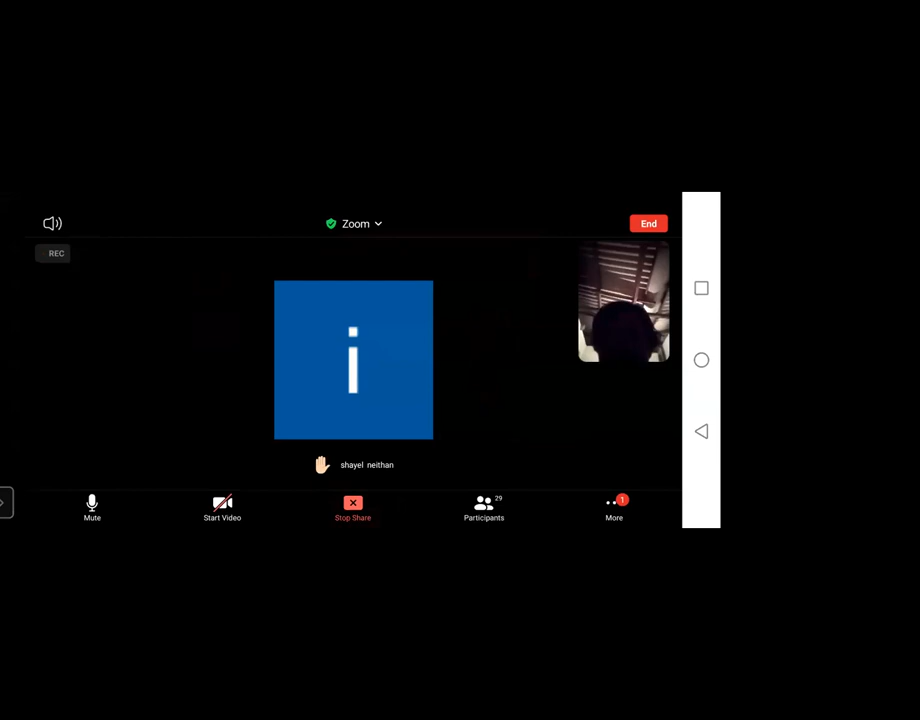 Zoom
End
REC
i
shayel neithan
Mute
Start Video
Stop Share
29
Participants
1
More